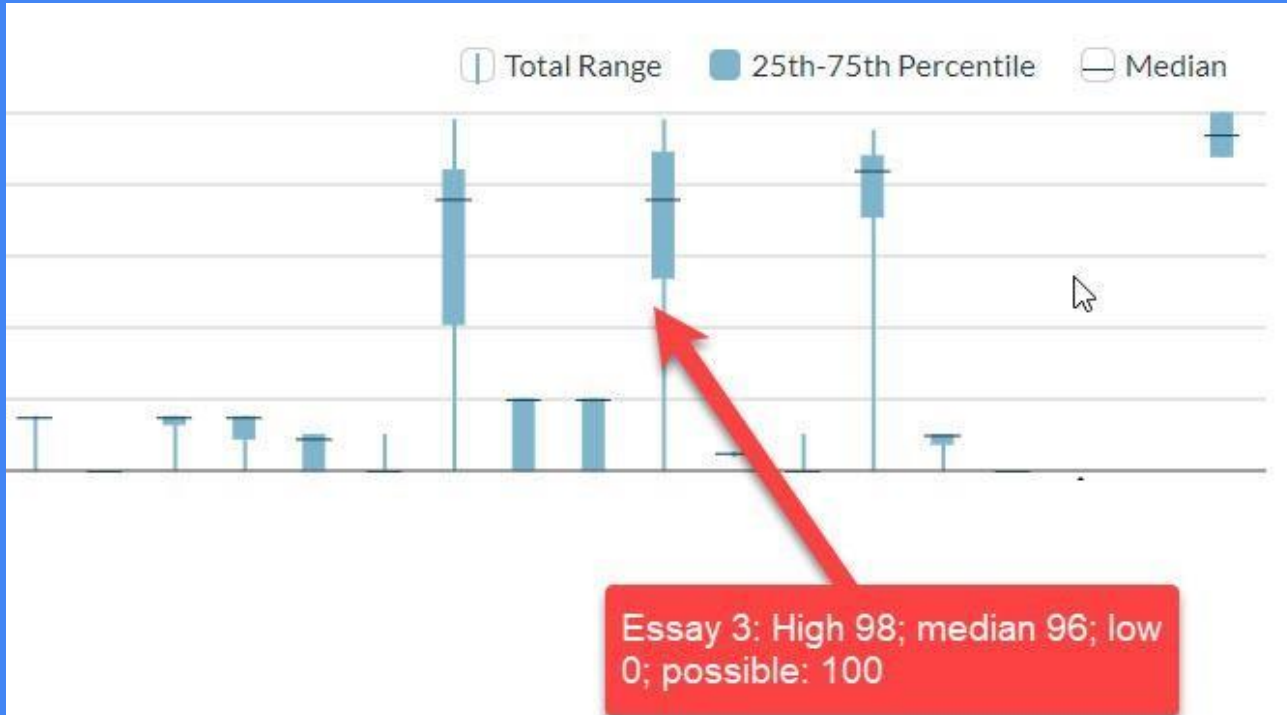 Total Range 25th-75th Percentile Median
Essay 3: High 98; median 96; low
0; possible: 100